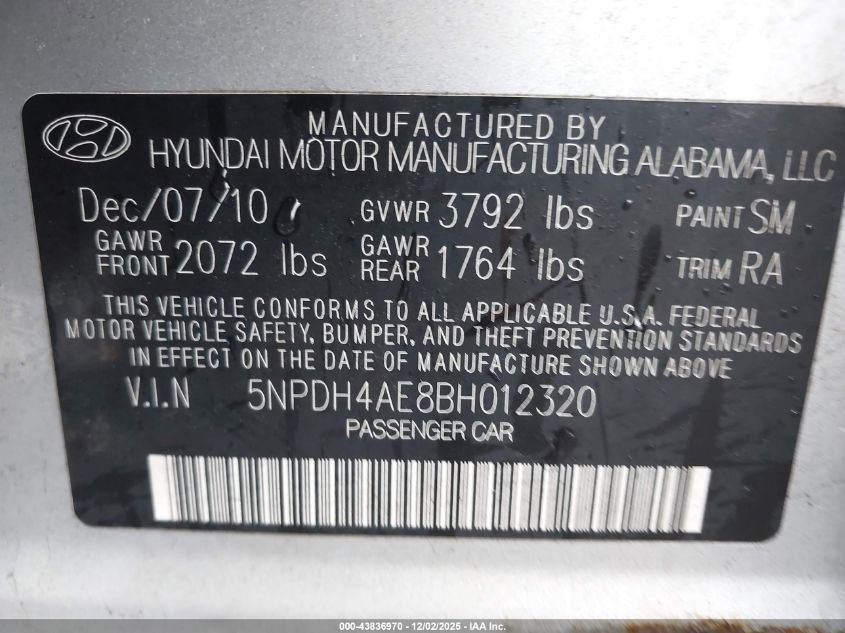 MANUFACTURED BY
HYUNDAI MOTOR MANUFACTURING ALABAMA, LLC
Dec/07/10 GVWR 3792 lbs PAINT SM
GAWR FRONT 2072 lbs GAWR REAR 1764 lbs TRIM RA
THIS VEHICLE CONFORMS TO ALL APPLICABLE U.S.A. FEDERAL
MOTOR VEHICLE SAFETY, BUMPER, AND THEFT PREVENTION STANDARDS
IN EFFECT ON THE DATE OF MANUFACTURE SHOWN ABOVE
V.I.N 5NPDH4AE8BH012320
PASSENGER CAR
000-43836970 - 12/02/2025 - IAA Inc.